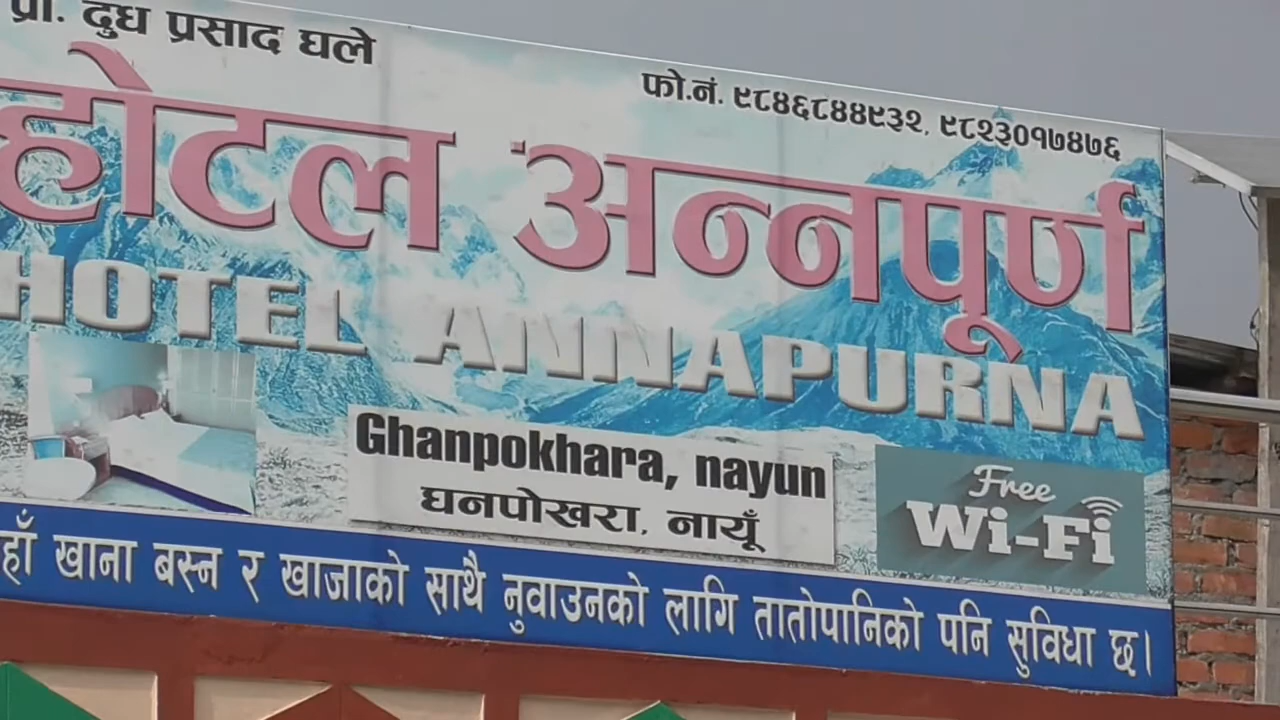 प्रो. दुध प्रसाद घले
फो.नं. ९८४६८४४९३२, ९८२३०१७४७६
होटल अन्नपूर्ण
HOTEL ANNAPURNA
Ghanpokhara, nayun
घनपोखरा, नायूँ
Free
Wi-Fi
हाँ खाना बस्न र खाजाको साथै नुवाउनको लागि तातोपानिको पनि सुविधा छ।